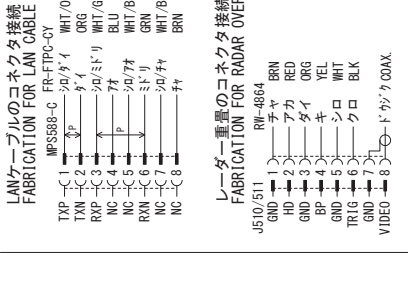 LANケーブルのコネクタ接続
FABRICATION FOR LAN CABLE
MPS588-C FR-FTPC-CY
TXP 1 シロ/ダイ WHT/O
TXN 2 ダイ ORG
RXP 3 シロ/ミドリ WHT/G
NC 4 アオ BLU
NC 5 シロ/アオ WHT/B
RXN 6 ミドリ GRN
NC 7 シロ/チャ WHT/B
NC 8 チャ BRN
P
P
レーダー重畳のコネクタ接続
FABRICATION FOR RADAR OVER
J510/511 RW-4864
GND 1 チャ BRN
HD 2 アカ RED
GND 3 ダイ ORG
BP 4 キ YEL
GND 5 シロ WHT
TRIG 6 クロ BLK
GND 7
VIDEO 8 ドウジク COAX.